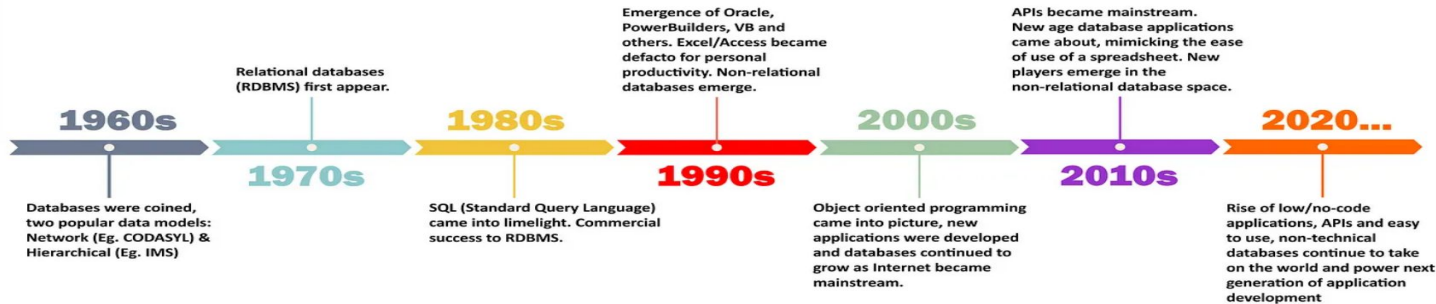 1960s
Databases were coined,
two popular data models:
Network (Eg. CODASYL) &
Hierarchical (Eg. IMS)
Relational databases
(RDBMS) first appear.
1970s
1980s
SQL (Standard Query Language)
came into limelight. Commercial
success to RDBMS.
Emergence of Oracle,
PowerBuilders, VB and
others. Excel/Access became
defacto for personal
productivity. Non-relational
databases emerge.
1990s
2000s
Object oriented programming
came into picture, new
applications were developed
and databases continued to
grow as Internet became
mainstream.
APIs became mainstream.
New age database applications
came about, mimicking the ease
of use of a spreadsheet. New
players emerge in the
non-relational database space.
2010s
2020...
Rise of low/no-code
applications, APIs and easy
to use, non-technical
databases continue to take
on the world and power next
generation of application
development